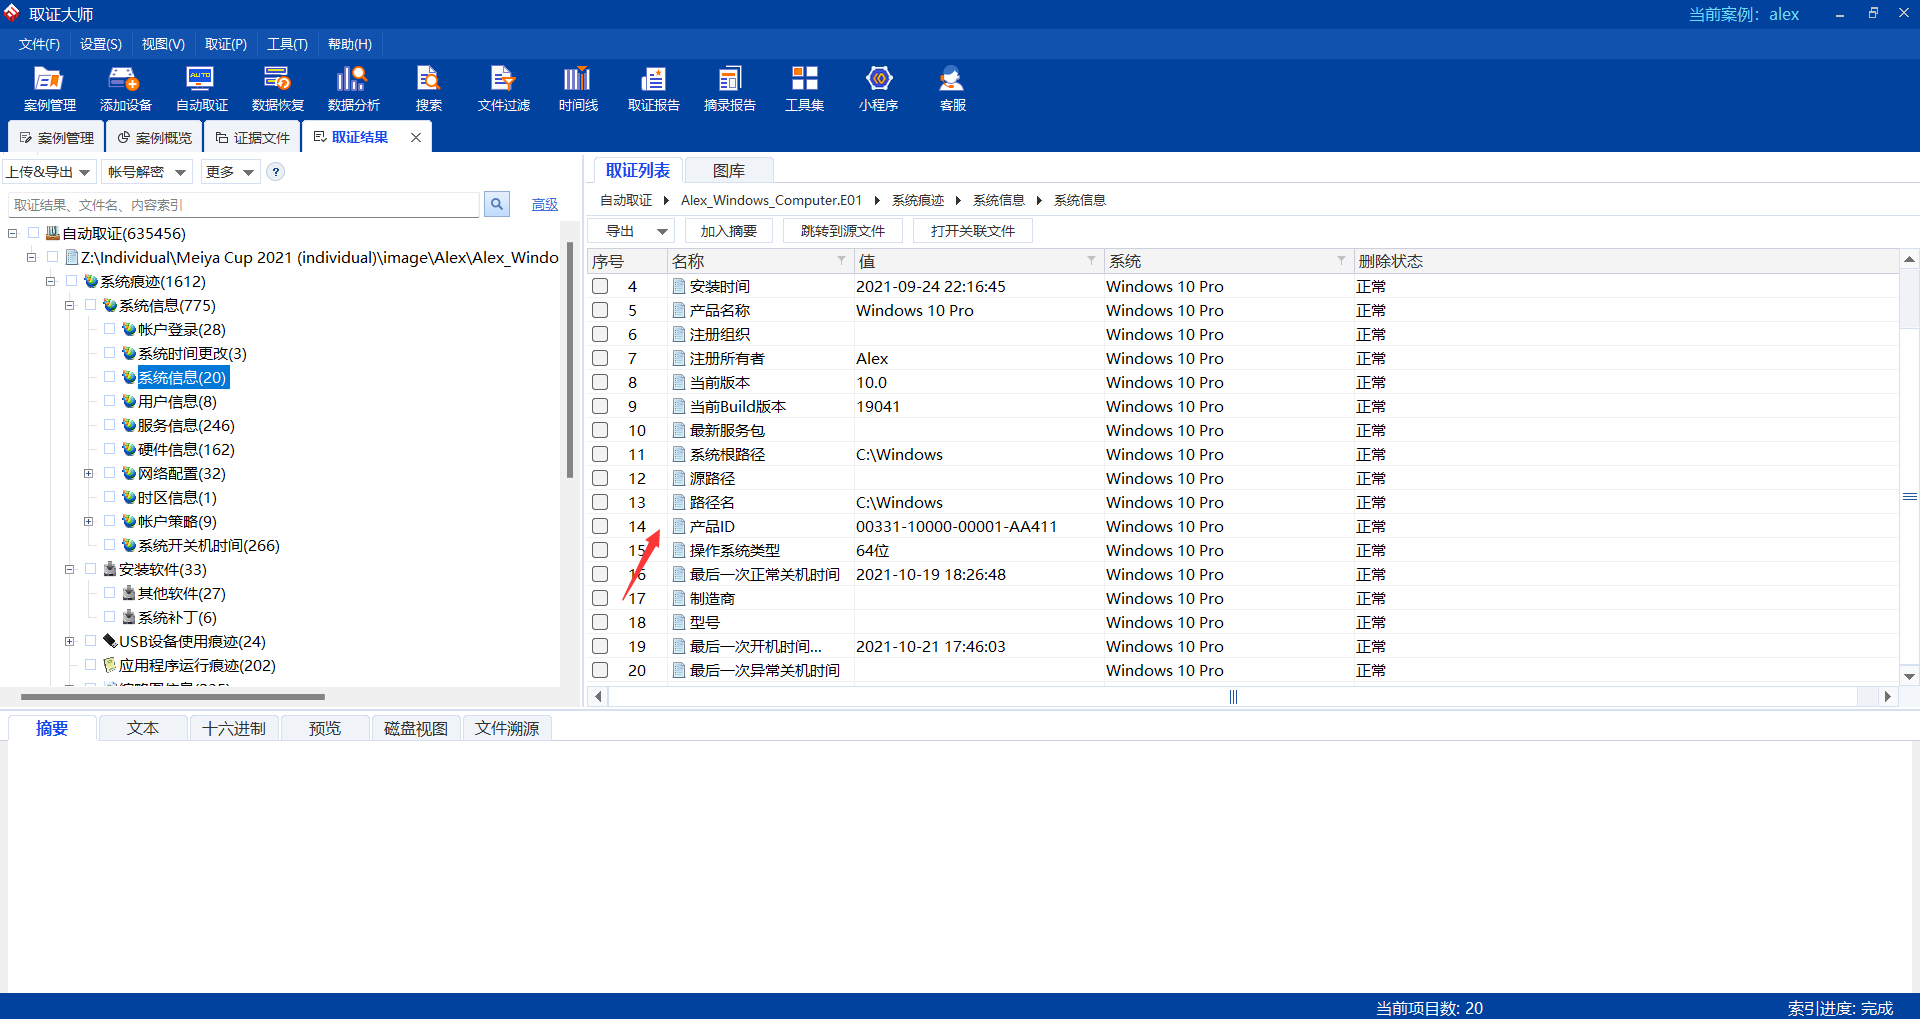 取证大师
当前案例：alex
文件(F) 设置(S) 视图(V) 取证(P) 工具(T) 帮助(H)
案例管理 添加设备 自动取证 数据恢复 数据分析 搜索 文件过滤 时间线 取证报告 摘录报告 工具集 小程序 客服
案例管理 案例概览 证据文件 取证结果
上传&导出 帐号解密 更多 ?
取证结果、文件名、内容索引 高级
自动取证(635456)
Z:\Individual\Meiya Cup 2021 (individual)\image\Alex\Alex_Windo
系统痕迹(1612)
系统信息(775)
帐户登录(28)
系统时间更改(3)
系统信息(20)
用户信息(8)
服务信息(246)
硬件信息(162)
网络配置(32)
时区信息(1)
帐户策略(9)
系统开关机时间(266)
安装软件(33)
其他软件(27)
系统补丁(6)
USB设备使用痕迹(24)
应用程序运行痕迹(202)
取证列表 图库
自动取证 Alex_Windows_Computer.E01 系统痕迹 系统信息 系统信息
导出 加入摘要 跳转到源文件 打开关联文件
序号 名称 值 系统 删除状态
4 安装时间 2021-09-24 22:16:45 Windows 10 Pro 正常
5 产品名称 Windows 10 Pro Windows 10 Pro 正常
6 注册组织 Windows 10 Pro 正常
7 注册所有者 Alex Windows 10 Pro 正常
8 当前版本 10.0 Windows 10 Pro 正常
9 当前Build版本 19041 Windows 10 Pro 正常
10 最新服务包 Windows 10 Pro 正常
11 系统根路径 C:\Windows Windows 10 Pro 正常
12 源路径 Windows 10 Pro 正常
13 路径名 C:\Windows Windows 10 Pro 正常
14 产品ID 00331-10000-00001-AA411 Windows 10 Pro 正常
15 操作系统类型 64位 Windows 10 Pro 正常
16 最后一次正常关机时间 2021-10-19 18:26:48 Windows 10 Pro 正常
17 制造商 Windows 10 Pro 正常
18 型号 Windows 10 Pro 正常
19 最后一次开机时间... 2021-10-21 17:46:03 Windows 10 Pro 正常
20 最后一次异常关机时间 Windows 10 Pro 正常
摘要 文本 十六进制 预览 磁盘视图 文件溯源
当前项目数: 20 索引进度: 完成